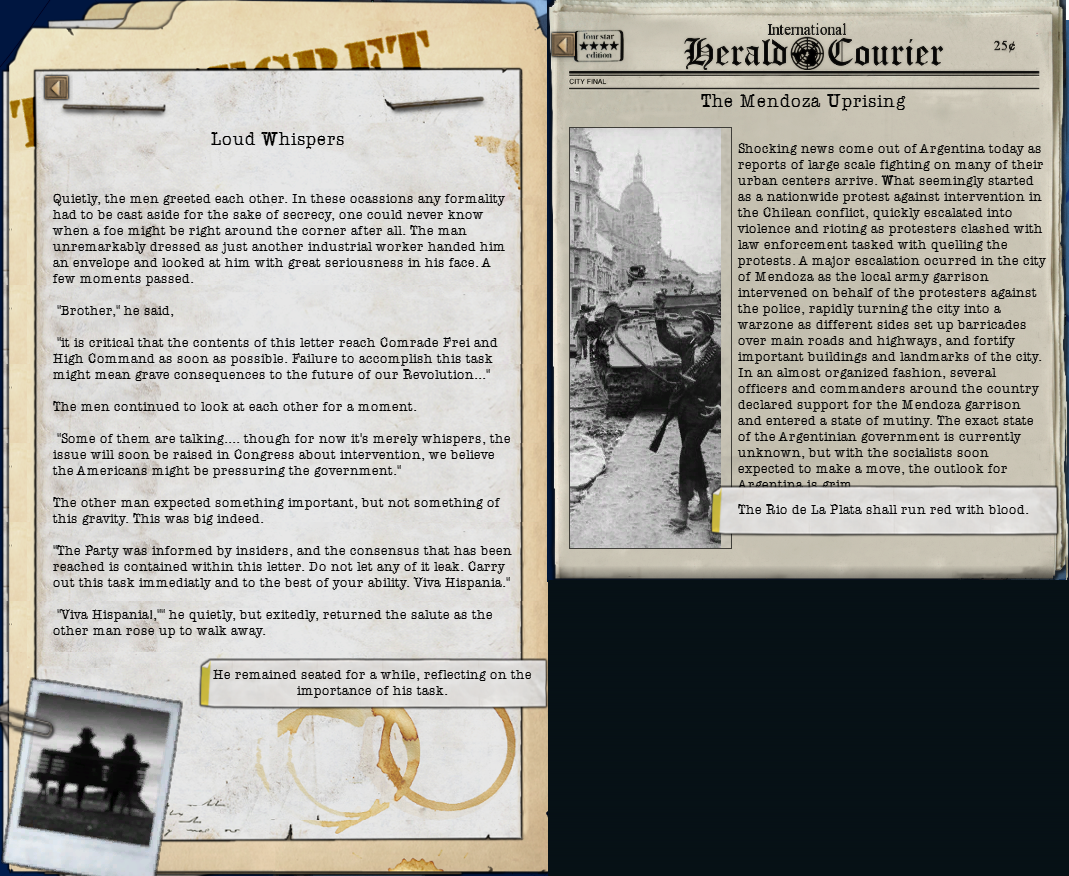 TOP SECRET
Loud Whispers
Quietly, the men greeted each other. In these ocassions any formality
had to be cast aside for the sake of secrecy, one could never know
when a foe might be right around the corner after all. The man
unremarkably dressed as just another industrial worker handed him
an envelope and looked at him with great seriousness in his face. A
few moments passed.
"Brother," he said,
"it is critical that the contents of this letter reach Comrade Frei and
High Command as soon as possible. Failure to accomplish this task
might mean grave consequences to the future of our Revolution..."
The men continued to look at each other for a moment.
"Some of them are talking.... though for now it's merely whispers, the
issue will soon be raised in Congress about intervention, we believe
the Americans might be pressuring the government."
The other man expected something important, but not something of
this gravity. This was big indeed.
"The Party was informed by insiders, and the consensus that has been
reached is contained within this letter. Do not let any of it leak. Carry
out this task immediatly and to the best of your ability. Viva Hispania."
"Viva Hispania!,"" he quietly, but exitedly, returned the salute as the
other man rose up to walk away.
He remained seated for a while, reflecting on the
importance of his task.
four star
★★★★
edition
International
Herald Courier
25¢
CITY FINAL
The Mendoza Uprising
Shocking news come out of Argentina today as
reports of large scale fighting on many of their
urban centers arrive. What seemingly started
as a nationwide protest against intervention in
the Chilean conflict, quickly escalated into
violence and rioting as protesters clashed with
law enforcement tasked with quelling the
protests. A major escalation ocurred in the city
of Mendoza as the local army garrison
intervened on behalf of the protesters against
the police, rapidly turning the city into a
warzone as different sides set up barricades
over main roads and highways, and fortify
important buildings and landmarks of the city.
In an almost organized fashion, several
officers and commanders around the country
declared support for the Mendoza garrison
and entered a state of mutiny. The exact state
of the Argentinian government is currently
unknown, but with the socialists soon
expected to make a move, the outlook for
Argentina is grim.
The Rio de La Plata shall run red with blood.